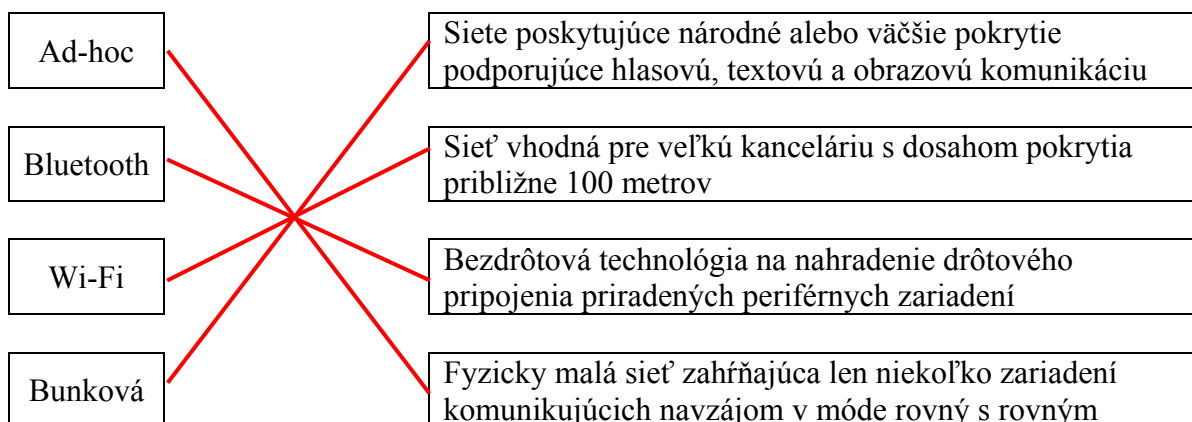 Ad-hoc
Siete poskytujúce národné alebo väčšie pokrytie
podporujúce hlasovú, textovú a obrazovú komunikáciu
Bluetooth
Sieť vhodná pre veľkú kanceláriu s dosahom pokrytia
približne 100 metrov
Wi-Fi
Bezdrôtová technológia na nahradenie drôtového
pripojenia priradených periférnych zariadení
Bunková
Fyzicky malá sieť zahŕňajúca len niekoľko zariadení
komunikujúcich navzájom v móde rovný s rovným